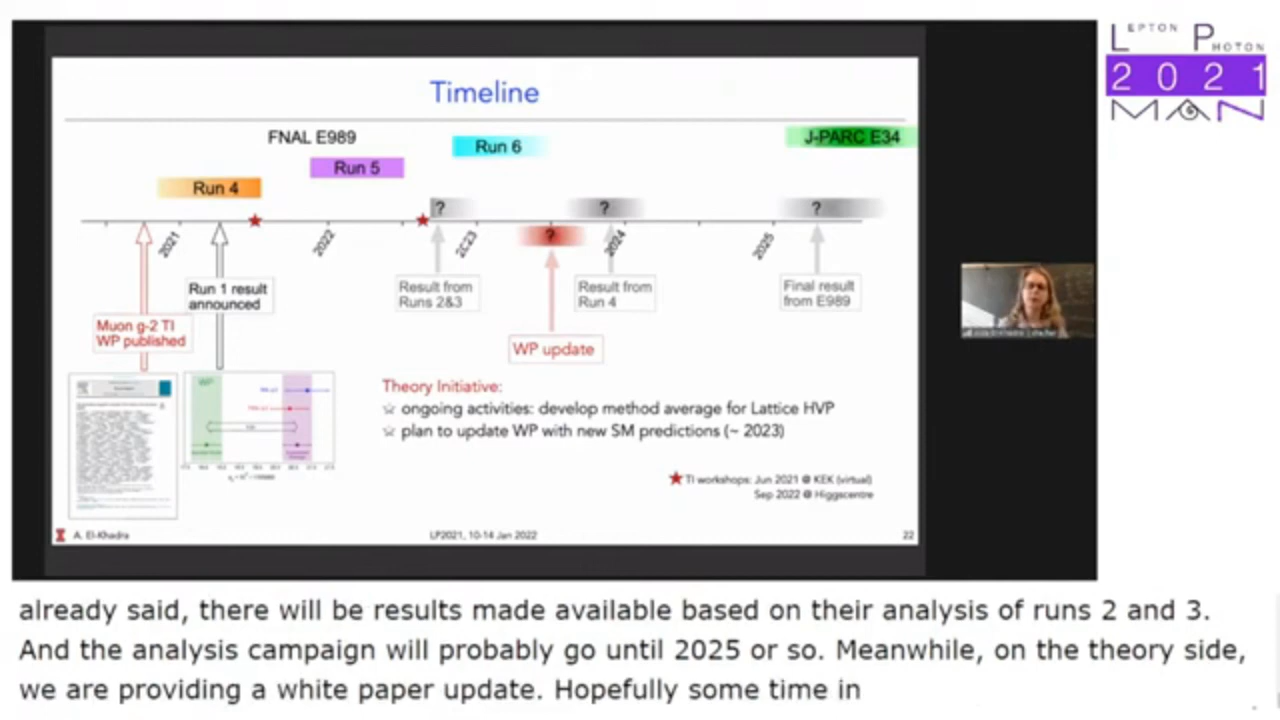 LEPTON PHOTON
2021
MAN
Timeline
FNAL E989
Run 6
J-PARC E34
Run 5
Run 4
?
?
?
2021
2022
2C23
?
2024
2025
Run 1 result
announced
Result from
Runs 2&3
Result from
Run 4
Final result
from E989
Muon g-2 TI
WP published
WP update
WP
Theory Initiative:
☆ ongoing activities: develop method average for Lattice HVP
☆ plan to update WP with new SM predictions (~ 2023)
★ TI workshops: Jun 2021 @ KEK (virtual)
Sep 2022 @ Higgscentre
A. El-Khadra
LP2021, 10-14 Jan 2022
22
already said, there will be results made available based on their analysis of runs 2 and 3.
And the analysis campaign will probably go until 2025 or so. Meanwhile, on the theory side,
we are providing a white paper update. Hopefully some time in